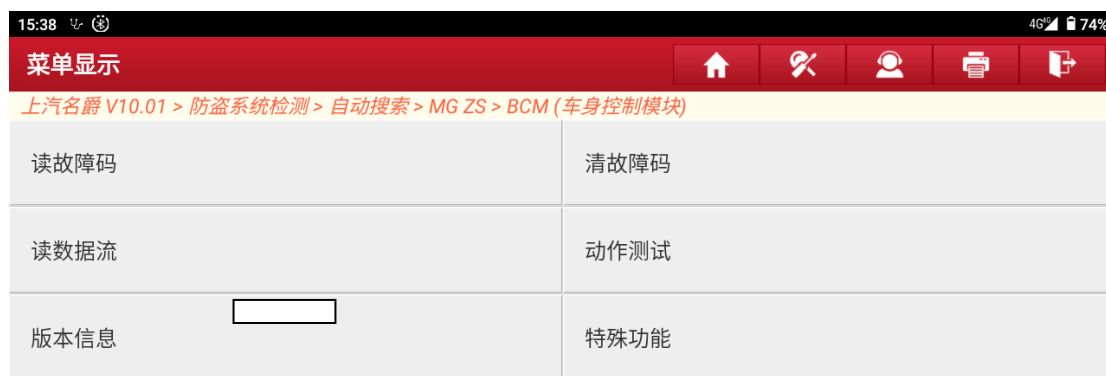 15:38 4G 74%
菜单显示
上汽名爵 V10.01 > 防盗系统检测 > 自动搜索 > MG ZS > BCM (车身控制模块)
读故障码 清故障码
读数据流 动作测试
版本信息 特殊功能